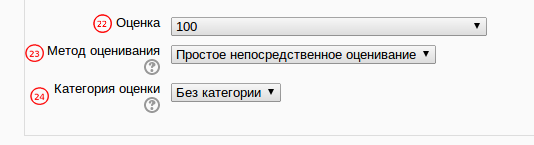 22 Оценка 100
23 Метод оценивания Простое непосредственное оценивание
?
24 Категория оценки Без категории
?